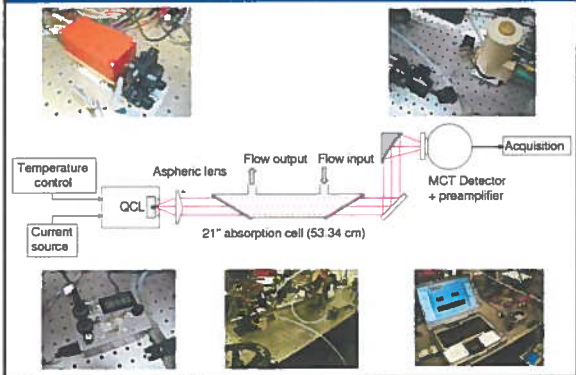 Flow output
Flow input
Acquisition
Temperature control
Aspheric lens
QCL
MCT Detector + preamplifier
Current source
21" absorption cell (53.34 cm)